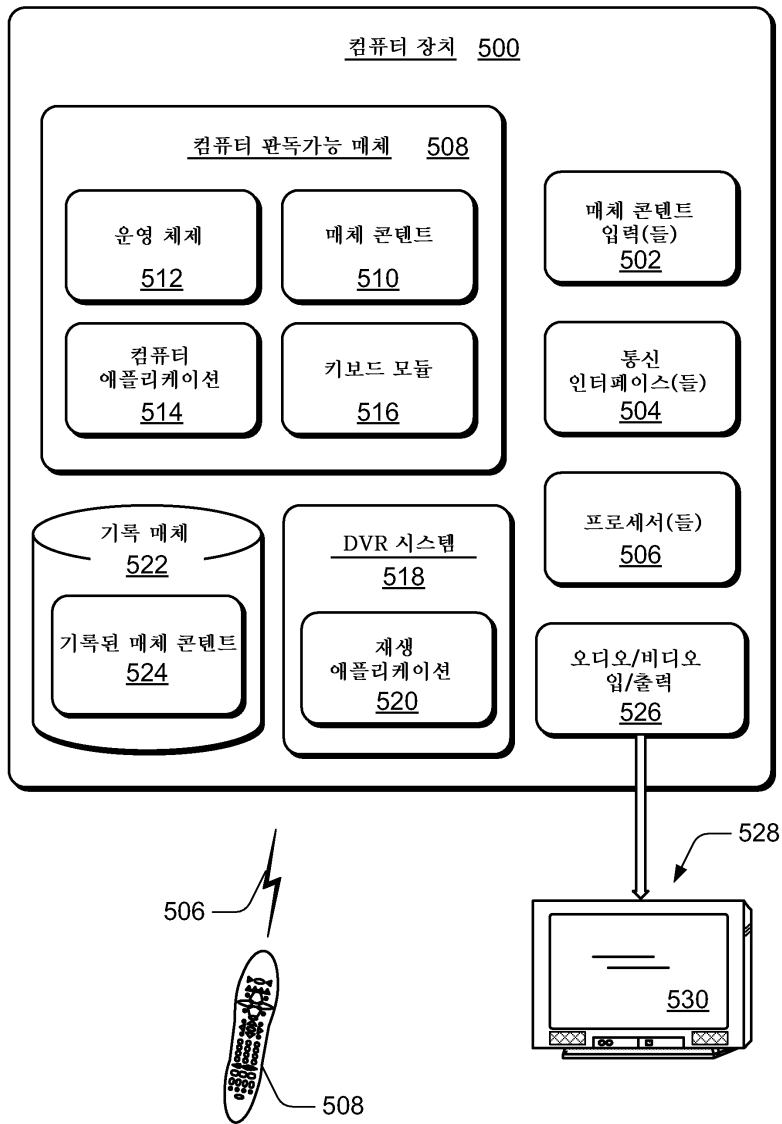 컴퓨터 장치 500
컴퓨터 판독가능 매체 508
운영 체제
512
매체 콘텐트
510
컴퓨터
애플리케이션
514
키보드 모듈
516
매체 콘텐트
입력(들)
502
통신
인터페이스(들)
504
프로세서(들)
506
기록 매체
522
기록된 매체 콘텐트
524
DVR 시스템
518
재생
애플리케이션
520
오디오/비디오
입/출력
526
528
506
530
508